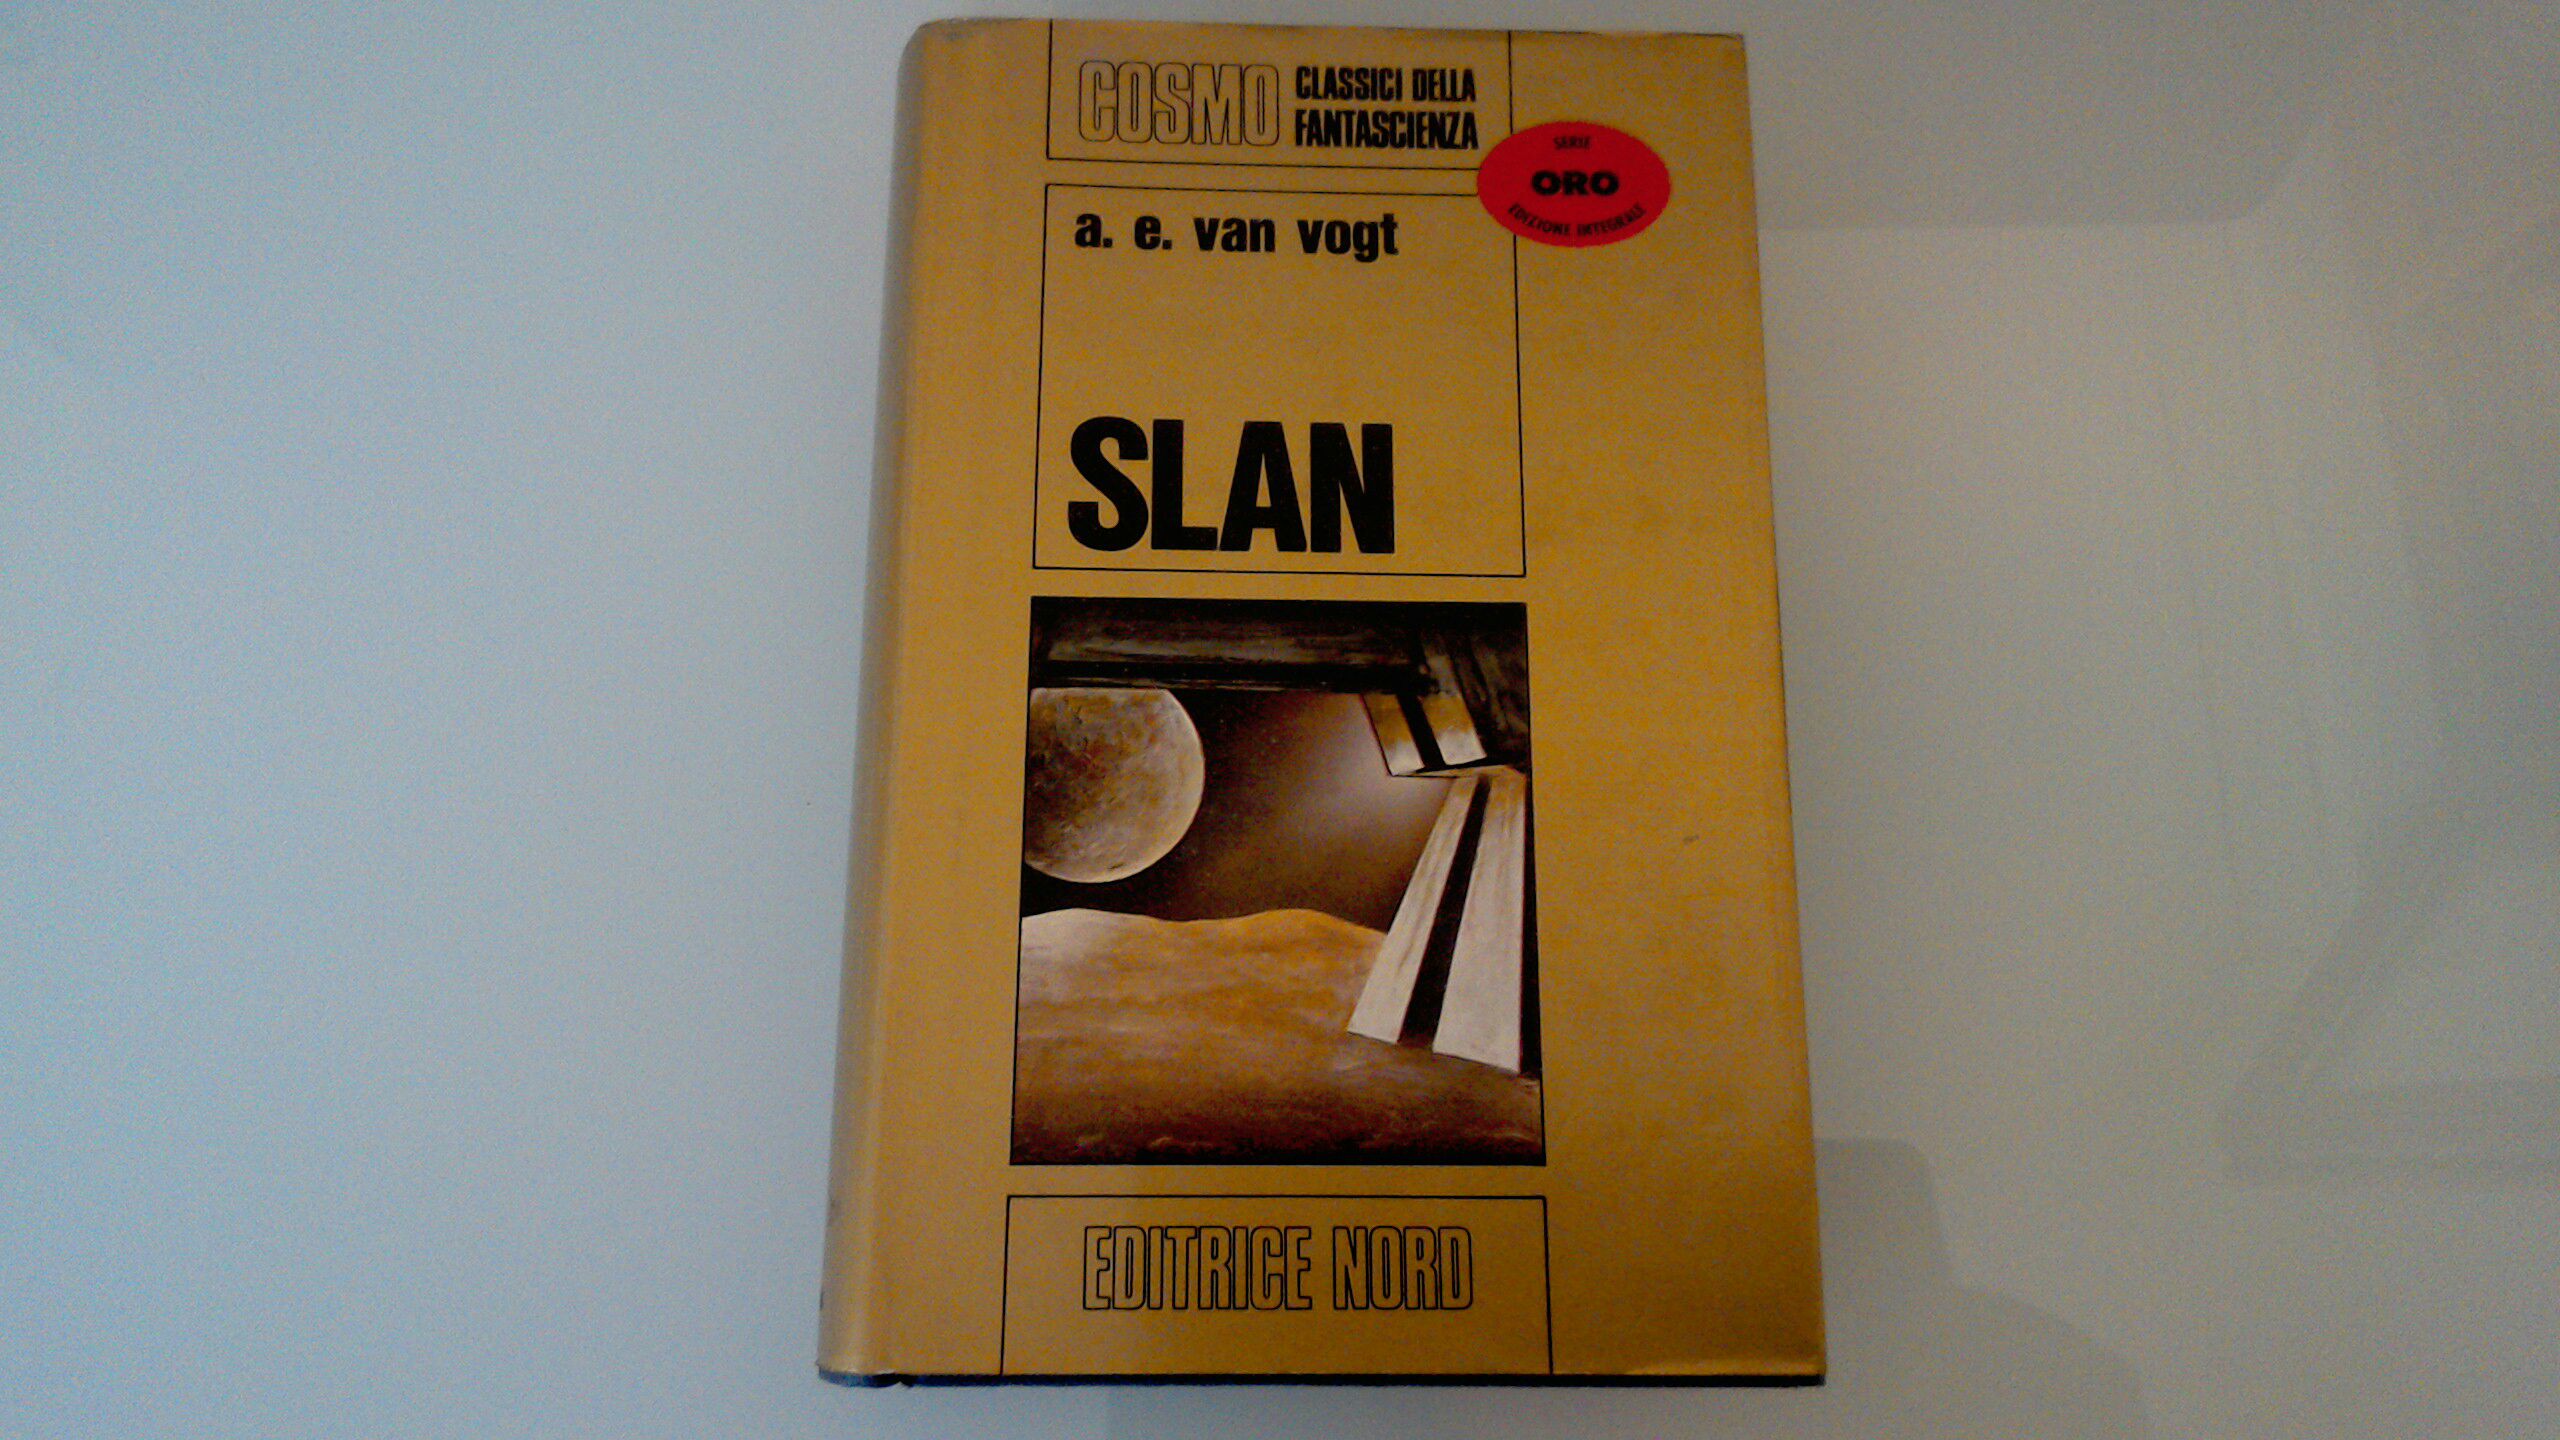 COSMO
CLASSICI DELLA
FANTASCIENZA
SERIE
ORO
EDIZIONE INTEGRALE
a. e. van vogt
SLAN
EDITRICE NORD